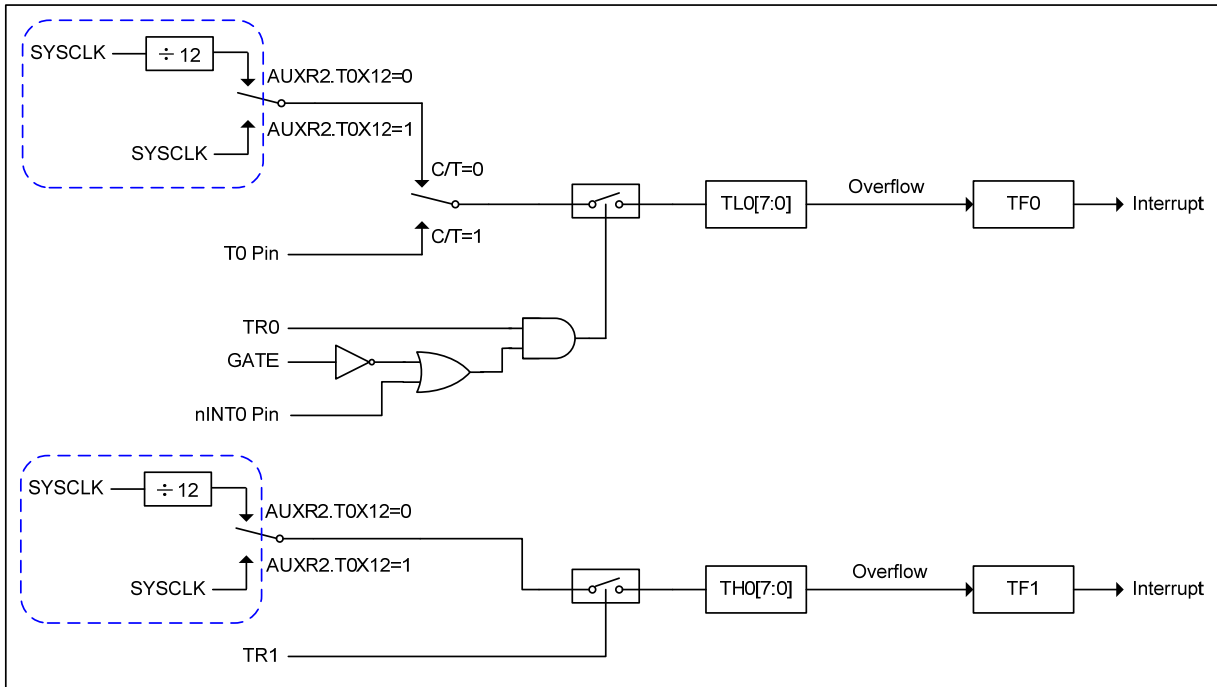 SYSCLK
÷ 12
AUXR2.T0X12=0
AUXR2.T0X12=1
SYSCLK
C/T=0
C/T=1
T0 Pin
TL0[7:0]
Overflow
TF0
Interrupt
TR0
GATE
nINT0 Pin
SYSCLK
÷ 12
AUXR2.T0X12=0
AUXR2.T0X12=1
SYSCLK
TH0[7:0]
Overflow
TF1
Interrupt
TR1